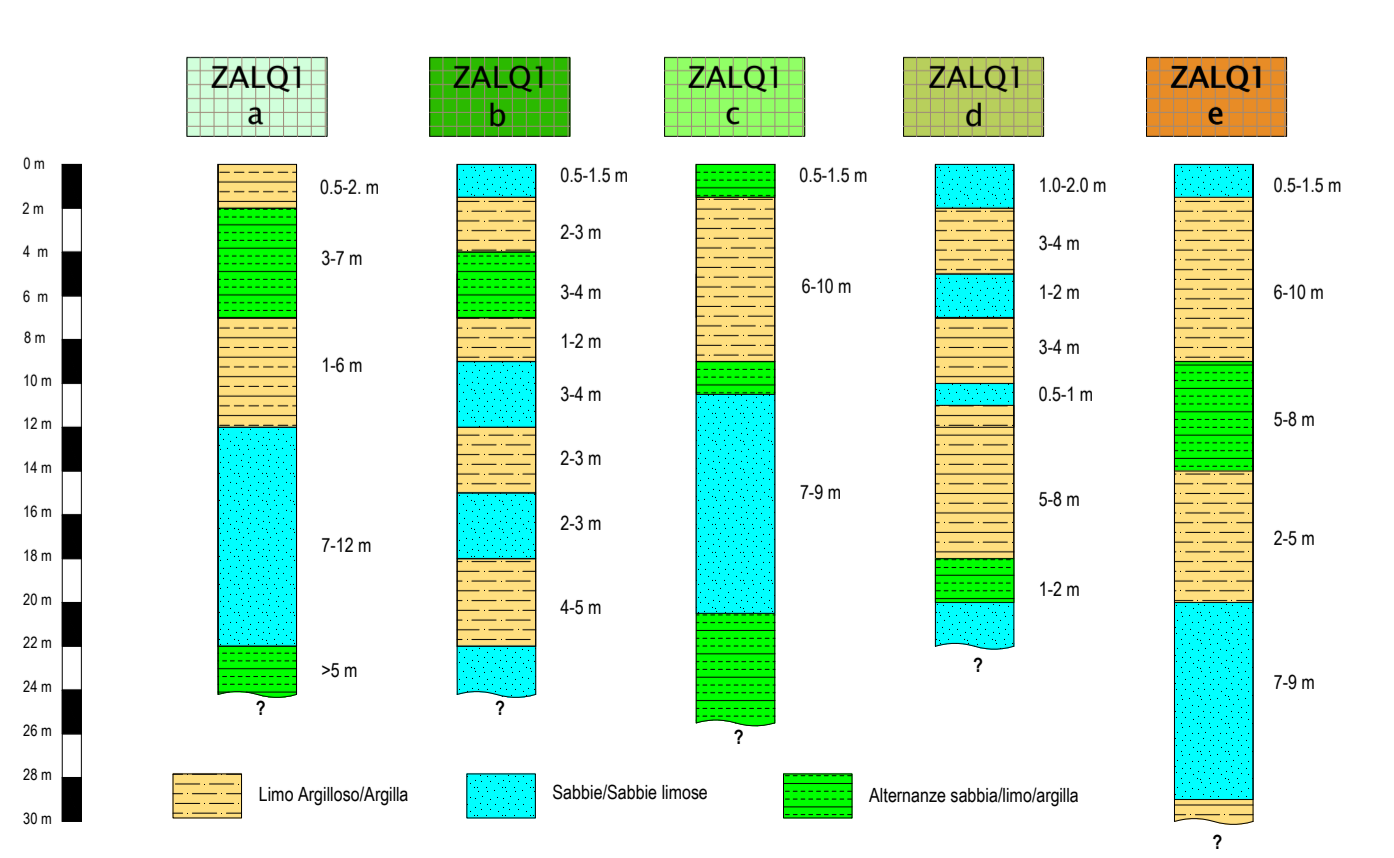 ZALQ1
a
ZALQ1
b
ZALQ1
c
ZALQ1
d
ZALQ1
e
0 m
2 m
4 m
6 m
8 m
10 m
12 m
14 m
16 m
18 m
20 m
22 m
24 m
26 m
28 m
30 m
0.5-2. m
3-7 m
1-6 m
7-12 m
>5 m
?
0.5-1.5 m
2-3 m
3-4 m
1-2 m
3-4 m
2-3 m
2-3 m
4-5 m
?
0.5-1.5 m
6-10 m
7-9 m
?
1.0-2.0 m
3-4 m
1-2 m
3-4 m
0.5-1 m
5-8 m
1-2 m
?
0.5-1.5 m
6-10 m
5-8 m
2-5 m
7-9 m
?
Limo Argilloso/Argilla
Sabbie/Sabbie limose
Alternanze sabbia/limo/argilla